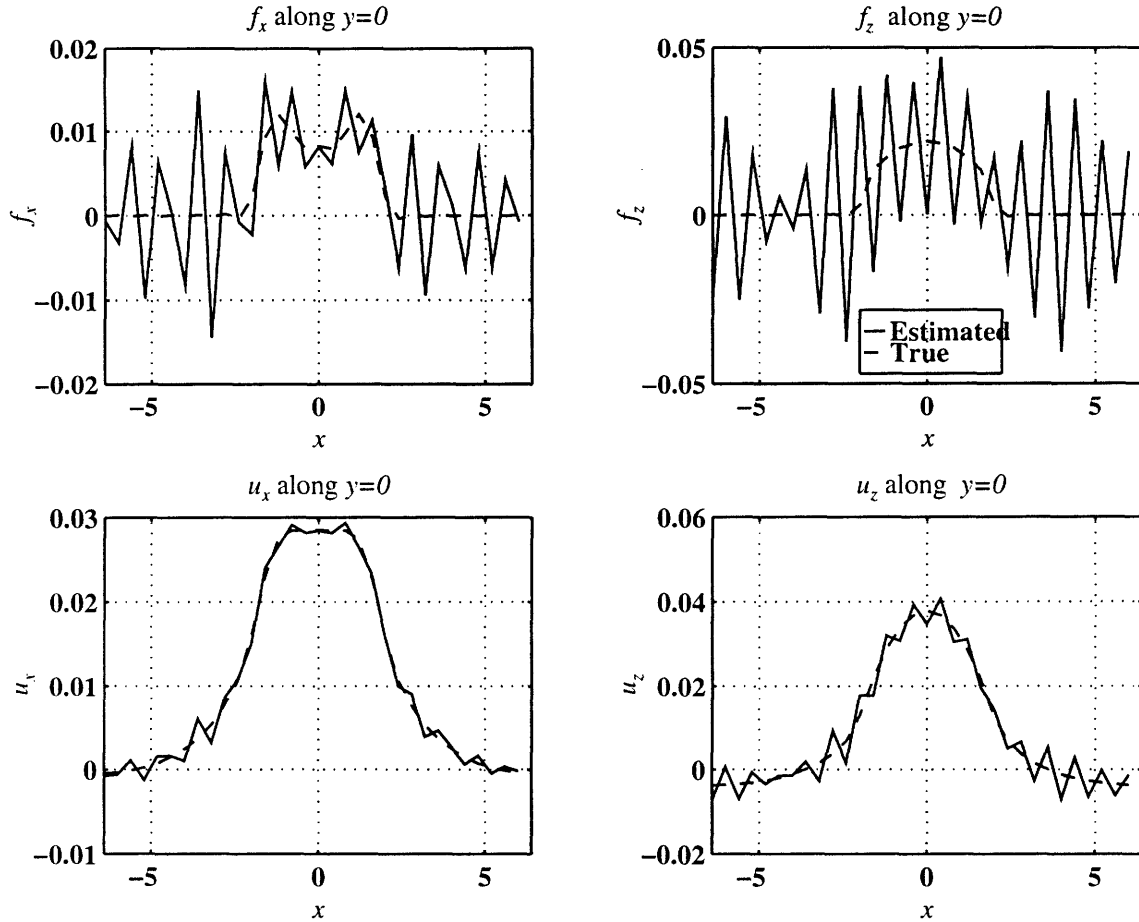 f_x along y=0
0.02
0.01
0
−0.01
−0.02
f_x
−5
0
5
x
f_z along y=0
0.05
0
−0.05
f_z
Estimated
True
−5
0
5
x
u_x along y=0
0.03
0.02
0.01
0
−0.01
u_x
−5
0
5
x
u_z along y=0
0.06
0.04
0.02
0
−0.02
u_z
−5
0
5
x